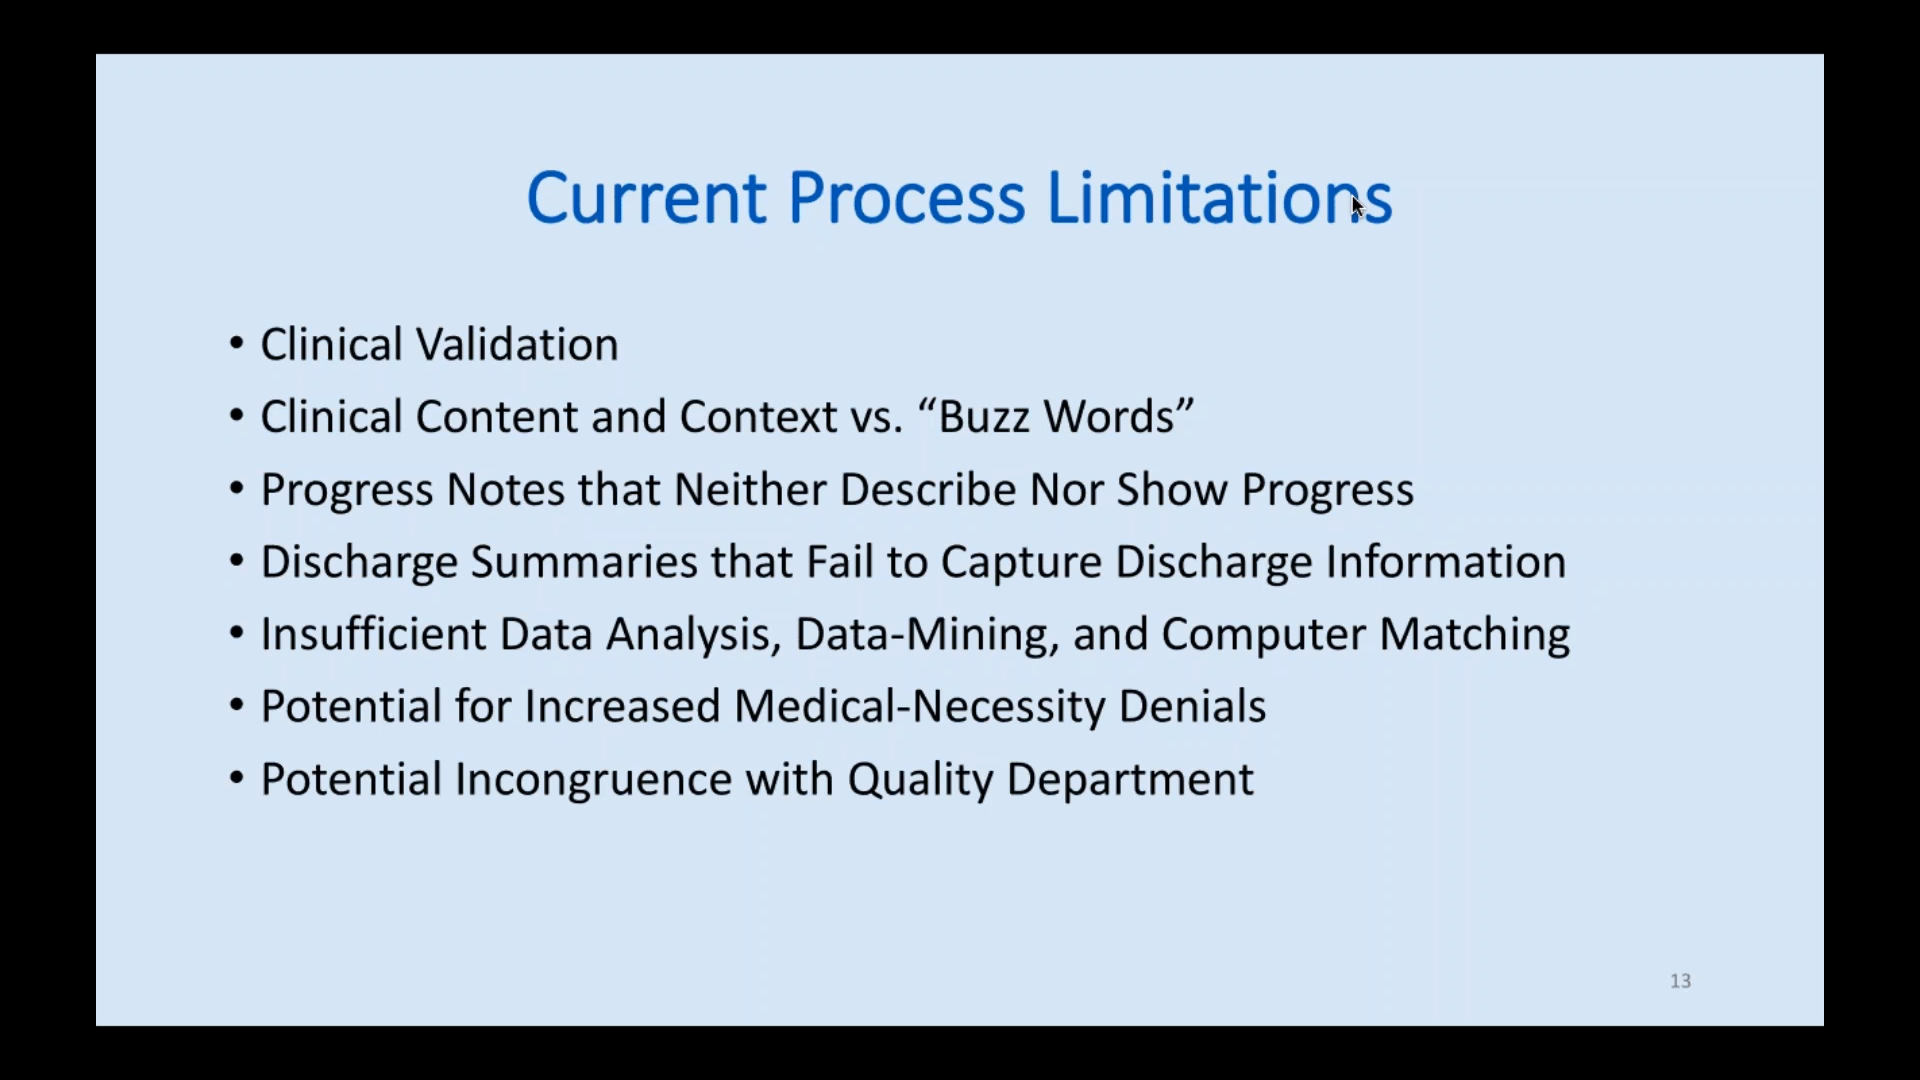 Current Process Limitations
• Clinical Validation
• Clinical Content and Context vs. “Buzz Words”
• Progress Notes that Neither Describe Nor Show Progress
• Discharge Summaries that Fail to Capture Discharge Information
• Insufficient Data Analysis, Data-Mining, and Computer Matching
• Potential for Increased Medical-Necessity Denials
• Potential Incongruence with Quality Department
13